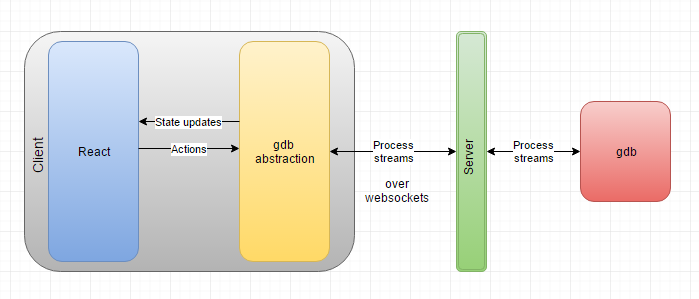 Client
React
State updates
Actions
gdb
abstraction
Process
streams
over
websockets
Server
Process
streams
gdb